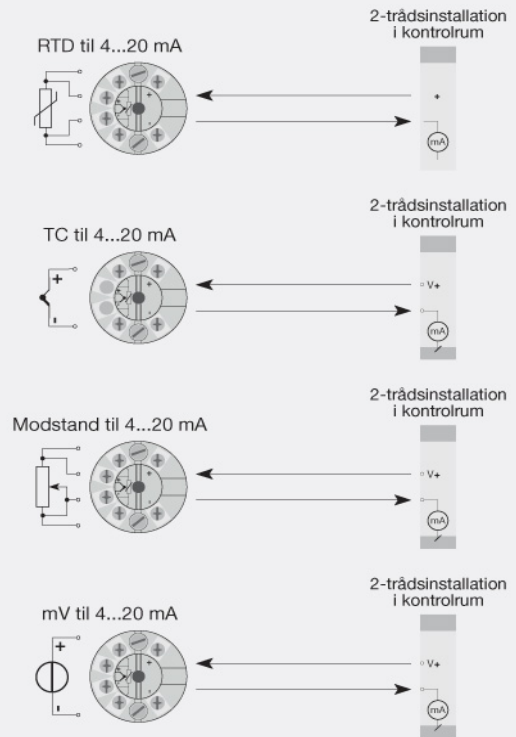 2-trådsinstallation
i kontrolrum
RTD til 4...20 mA
+
-
+
mA
2-trådsinstallation
i kontrolrum
TC til 4...20 mA
+
-
V+
mA
2-trådsinstallation
i kontrolrum
Modstand til 4...20 mA
+
-
V+
mA
2-trådsinstallation
i kontrolrum
mV til 4...20 mA
+
-
+
-
V+
mA